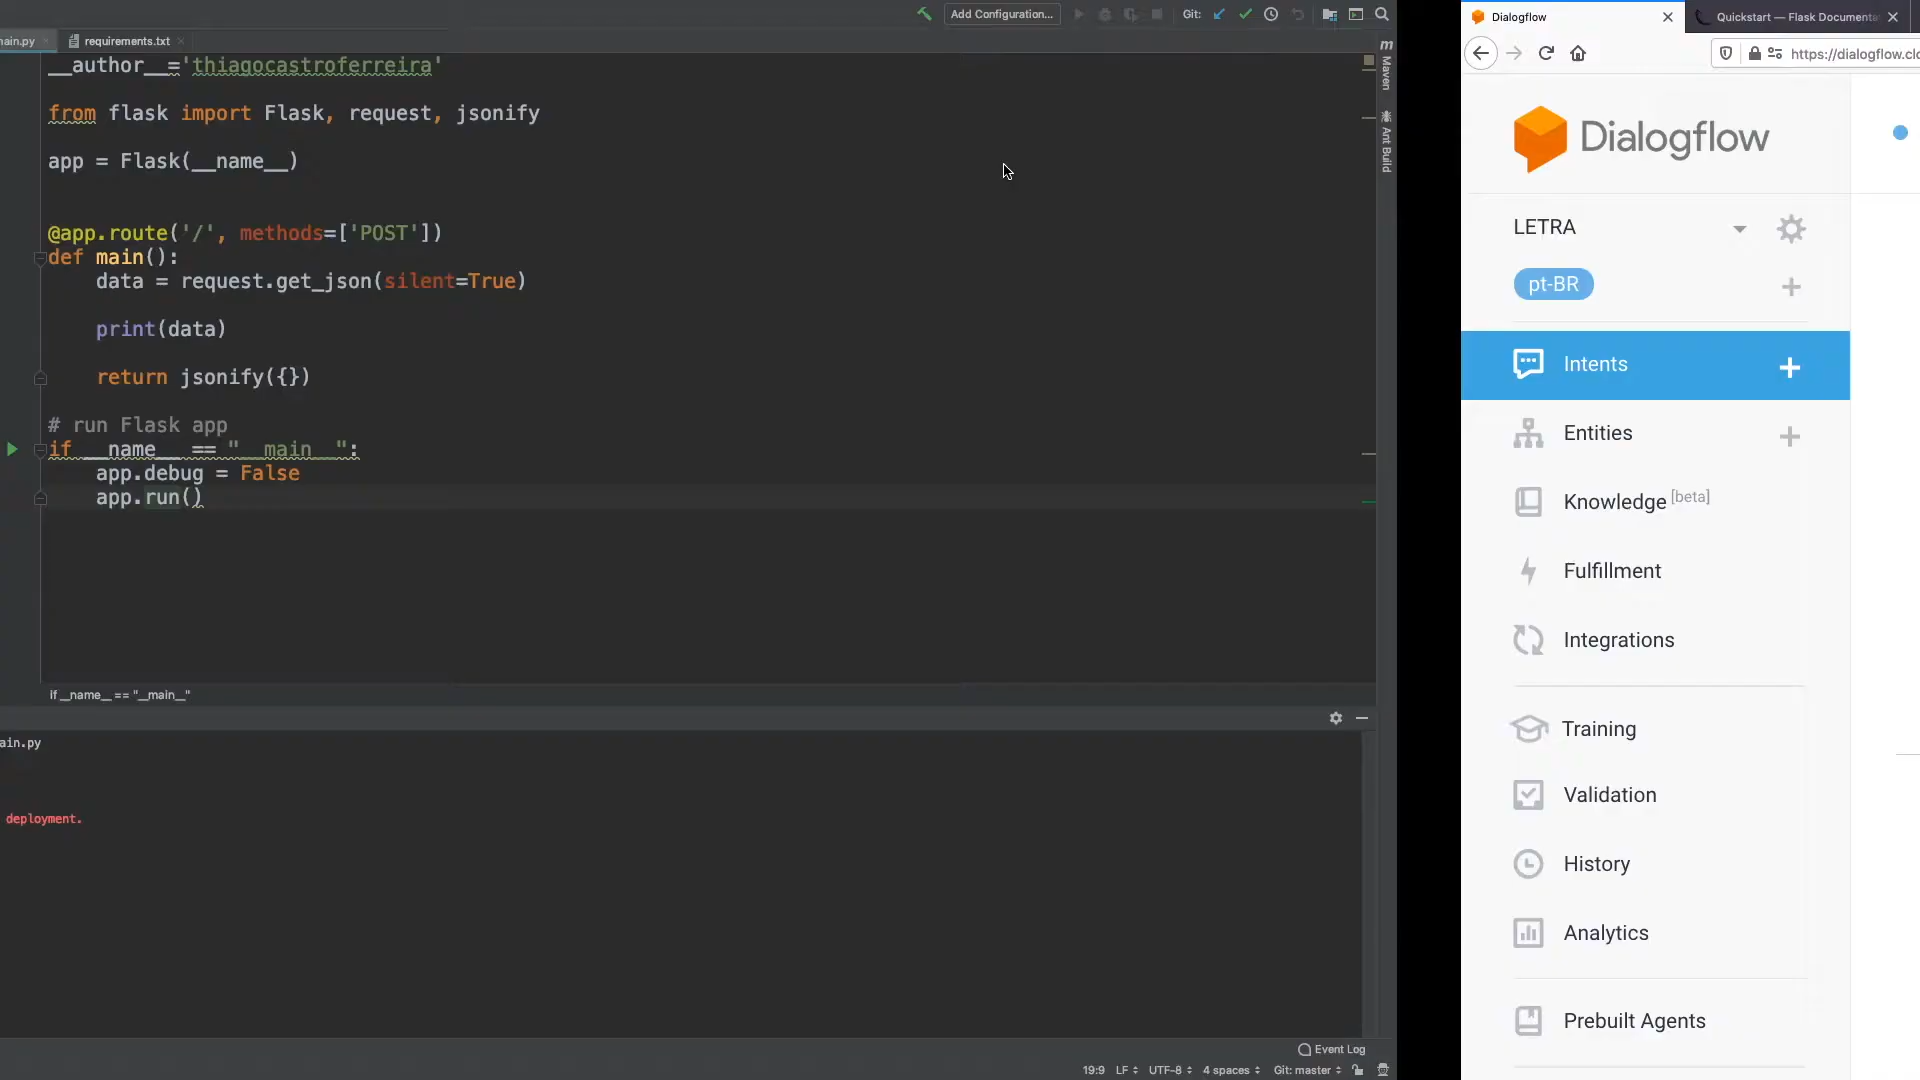 Add Configuration...
Git:
ain.py
requirements.txt
__author__='thiagocastroferreira'
from flask import Flask, request, jsonify
app = Flask(__name__)
@app.route('/', methods=['POST'])
def main():
    data = request.get_json(silent=True)
    print(data)
    return jsonify({})
# run Flask app
if __name__ == "__main__":
    app.debug = False
    app.run()
if __name__ == "__main__"
ain.py
deployment.
Event Log
19:9 LF UTF-8 4 spaces Git: master
m
Maven
Ant Build
Dialogflow
Quickstart — Flask Documenta
https://dialogflow.clo
Dialogflow
LETRA
pt-BR
Intents
Entities
Knowledge [beta]
Fulfillment
Integrations
Training
Validation
History
Analytics
Prebuilt Agents